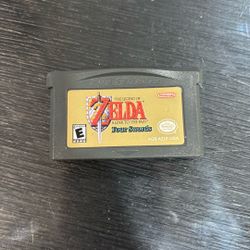 THE LEGEND OF
ZELDA
A LINK TO THE PAST
Four Swords
Nintendo
E